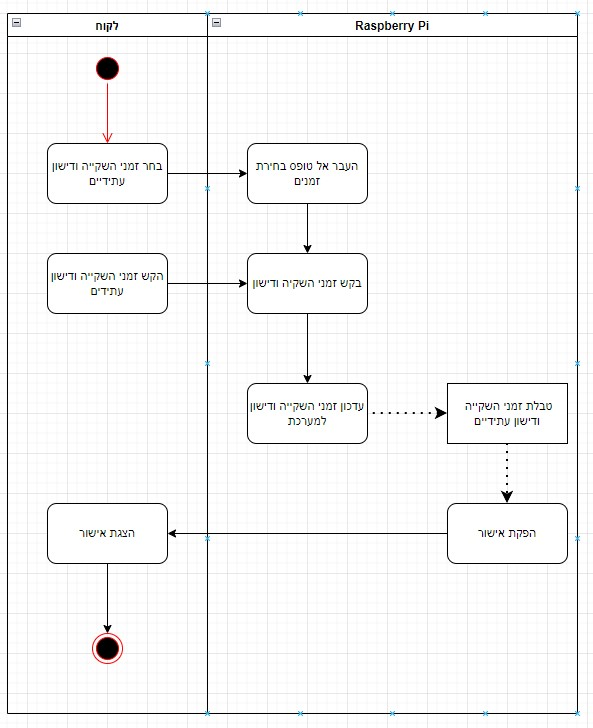 לקוח
Raspberry Pi
בחר זמני השקייה ודישון
עתידיים
העבר אל טופס בחירת
זמנים
הקש זמני השקייה ודישון
עתידים
בקש זמני השקיה ודישון
עדכון זמני השקייה ודישון
למערכת
טבלת זמני השקייה
ודישון עתידיים
הצגת אישור
הפקת אישור